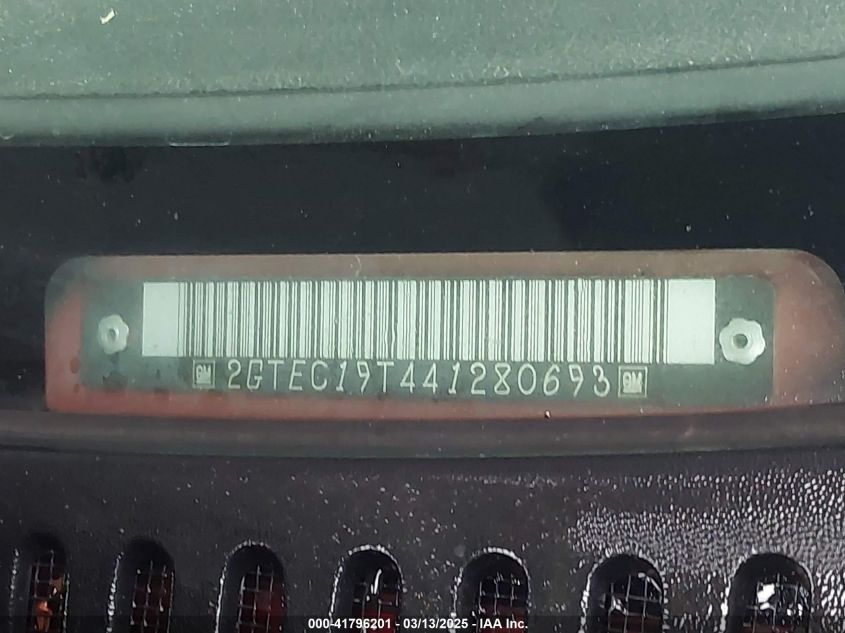 GM 2GTEC19T441280693 GM
000-41796201 - 03/13/2025 - IAA Inc.